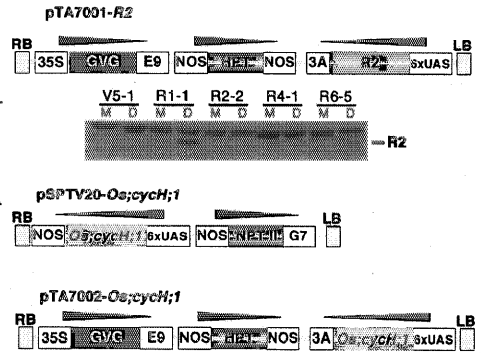 pTA7001-R2
RB 35S GVG E9 NOS HPT NOS 3A R2 6xUAS LB
V5-1 R1-1 R2-2 R4-1 R6-5
M D M D M D M D M D
R2
pSPTV20-Os;cycH;1
RB NOS Os;cycH;1 6xUAS NOS NPT II G7 LB
pTA7002-Os;cycH;1
RB 35S GVG E9 NOS HPT NOS 3A Os;cycH;1 6xUAS LB